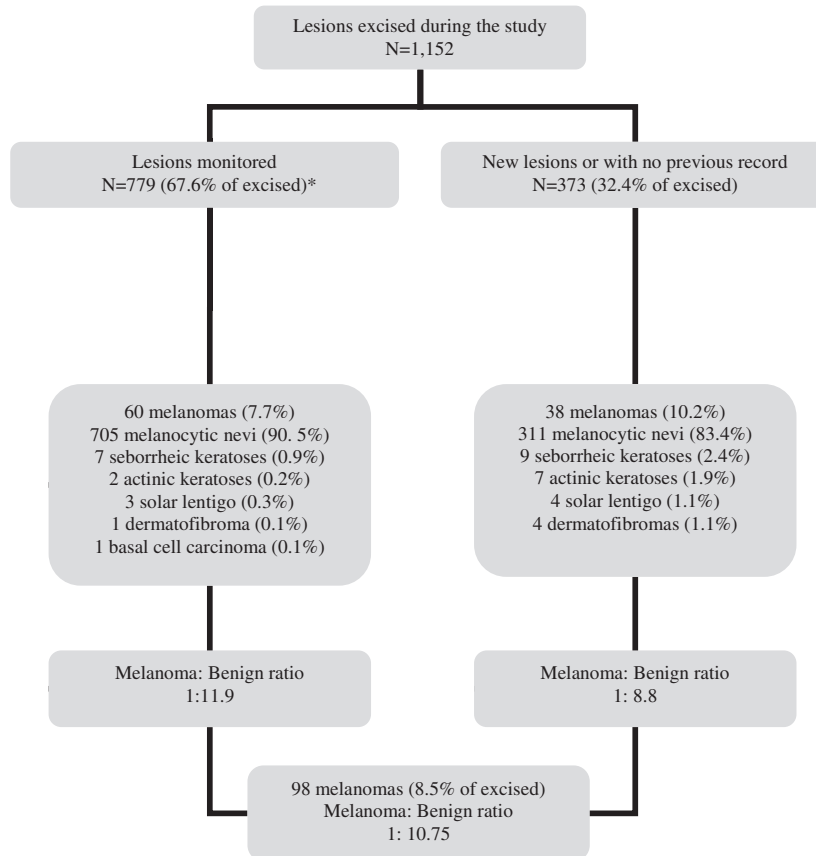 Lesions excised during the study
N=1,152
Lesions monitored
N=779 (67.6% of excised)*
New lesions or with no previous record
N=373 (32.4% of excised)
60 melanomas (7.7%)
705 melanocytic nevi (90. 5%)
7 seborrheic keratoses (0.9%)
2 actinic keratoses (0.2%)
3 solar lentigo (0.3%)
1 dermatofibroma (0.1%)
1 basal cell carcinoma (0.1%)
38 melanomas (10.2%)
311 melanocytic nevi (83.4%)
9 seborrheic keratoses (2.4%)
7 actinic keratoses (1.9%)
4 solar lentigo (1.1%)
4 dermatofibromas (1.1%)
Melanoma: Benign ratio
1:11.9
Melanoma: Benign ratio
1: 8.8
98 melanomas (8.5% of excised)
Melanoma: Benign ratio
1: 10.75